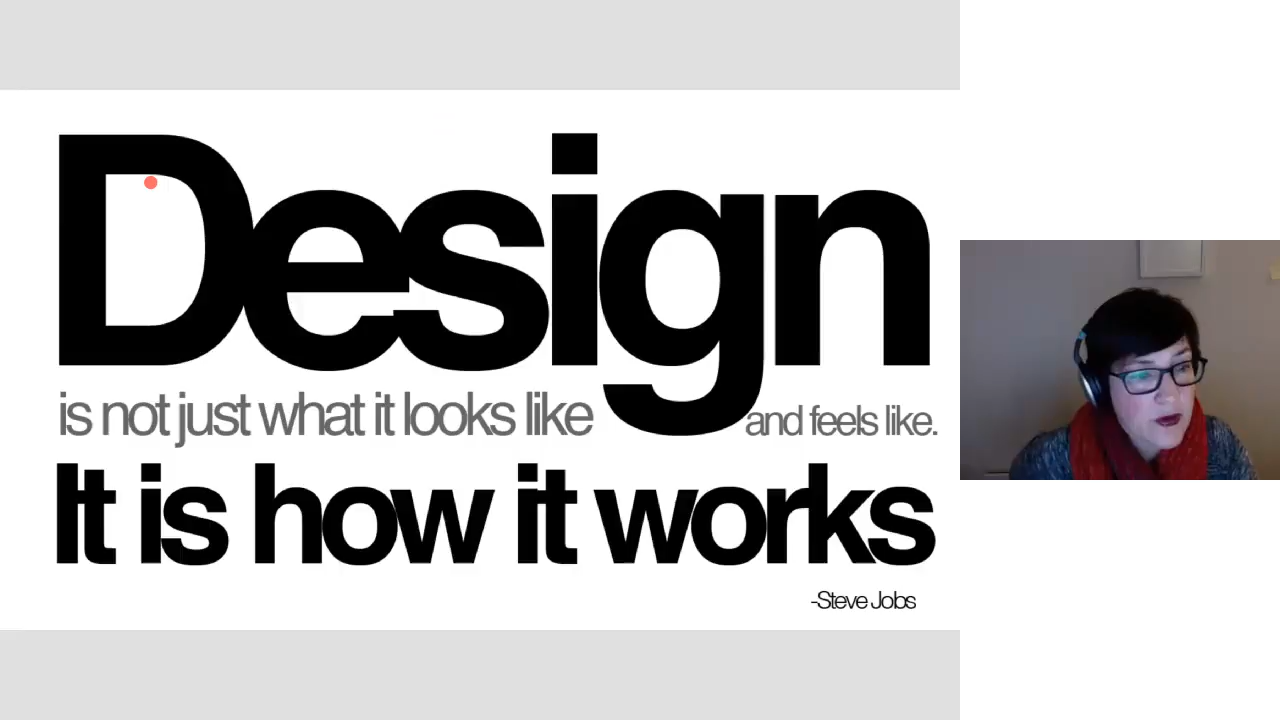 Design
is not just what it looks like and feels like.
It is how it works
-Steve Jobs